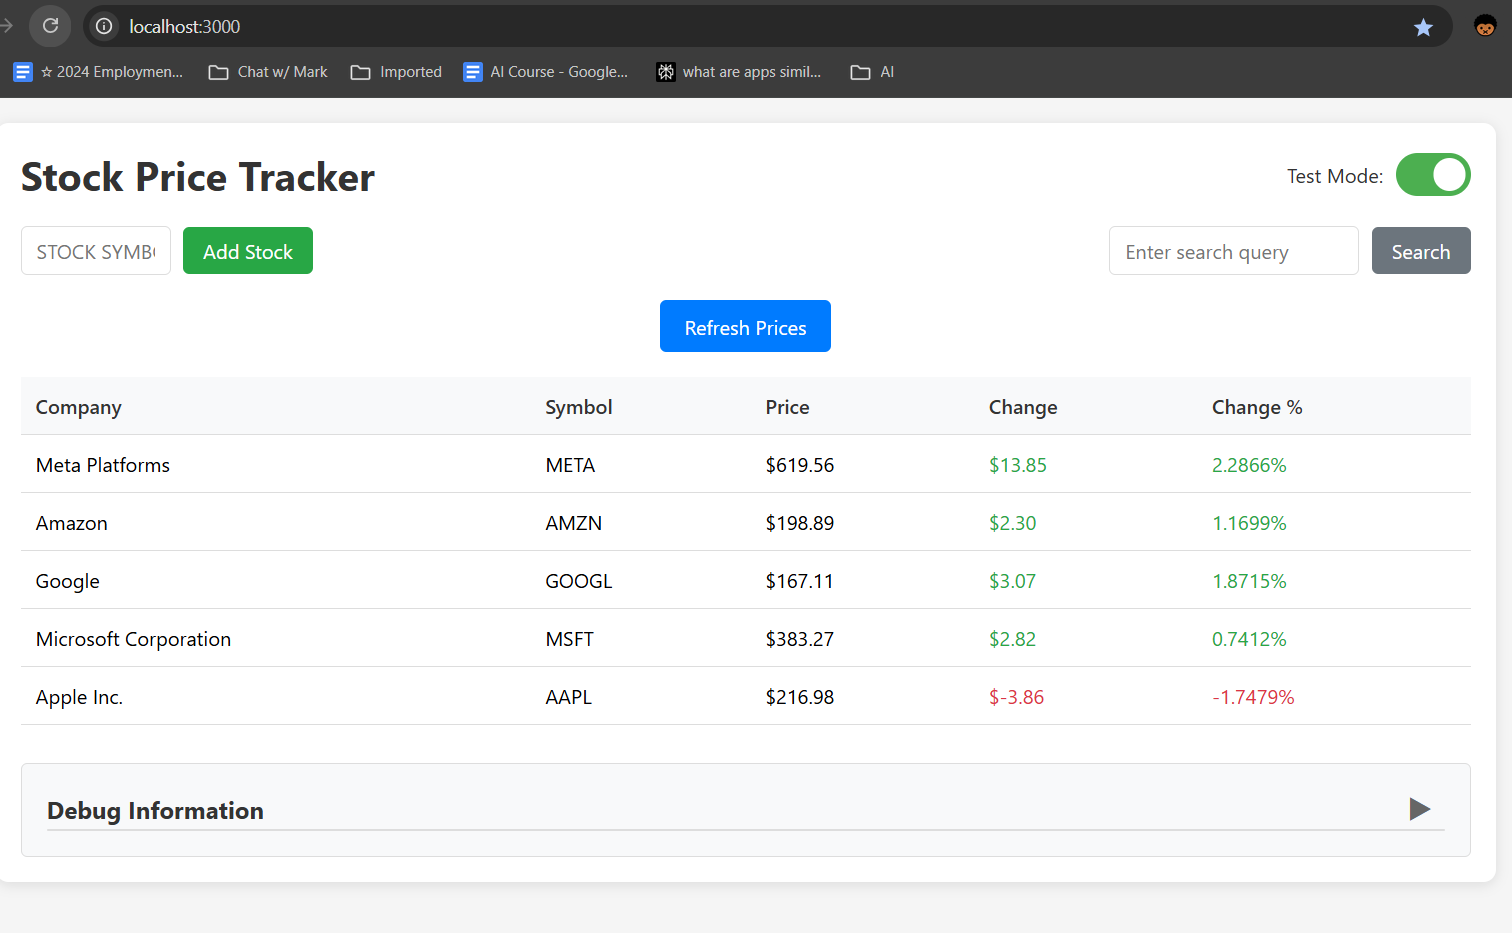 localhost:3000
☆ 2024 Employmen... Chat w/ Mark Imported AI Course - Google... what are apps simil... AI
Stock Price Tracker
Test Mode:
STOCK SYMB
Add Stock
Enter search query
Search
Refresh Prices
Company Symbol Price Change Change %
Meta Platforms META $619.56 $13.85 2.2866%
Amazon AMZN $198.89 $2.30 1.1699%
Google GOOGL $167.11 $3.07 1.8715%
Microsoft Corporation MSFT $383.27 $2.82 0.7412%
Apple Inc. AAPL $216.98 $-3.86 -1.7479%
Debug Information